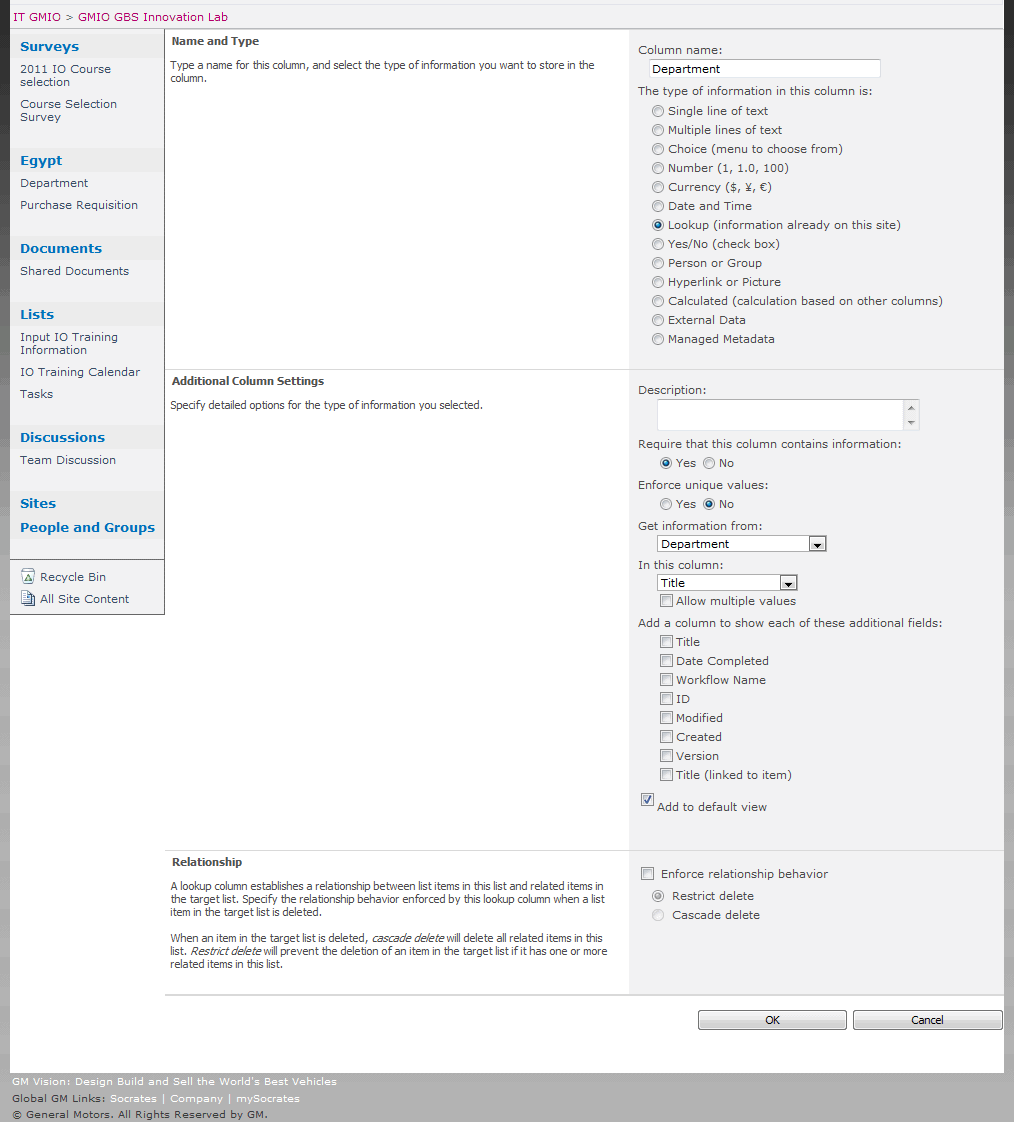 IT GMIO > GMIO GBS Innovation Lab
Surveys
2011 IO Course
selection
Course Selection
Survey
Egypt
Department
Purchase Requisition
Documents
Shared Documents
Lists
Input IO Training
Information
IO Training Calendar
Tasks
Discussions
Team Discussion
Sites
People and Groups
Recycle Bin
All Site Content
Name and Type
Type a name for this column, and select the type of information you want to store in the
column.
Column name:
Department
The type of information in this column is:
Single line of text
Multiple lines of text
Choice (menu to choose from)
Number (1, 1.0, 100)
Currency ($, ¥, €)
Date and Time
Lookup (information already on this site)
Yes/No (check box)
Person or Group
Hyperlink or Picture
Calculated (calculation based on other columns)
External Data
Managed Metadata
Additional Column Settings
Specify detailed options for the type of information you selected.
Description:
Require that this column contains information:
Yes No
Enforce unique values:
Yes No
Get information from:
Department
In this column:
Title
Allow multiple values
Add a column to show each of these additional fields:
Title
Date Completed
Workflow Name
ID
Modified
Created
Version
Title (linked to item)
Add to default view
Relationship
A lookup column establishes a relationship between list items in this list and related items in
the target list. Specify the relationship behavior enforced by this lookup column when a list
item in the target list is deleted.
When an item in the target list is deleted, cascade delete will delete all related items in this
list. Restrict delete will prevent the deletion of an item in the target list if it has one or more
related items in this list.
Enforce relationship behavior
Restrict delete
Cascade delete
OK Cancel
GM Vision: Design Build and Sell the World's Best Vehicles
Global GM Links: Socrates | Company | mySocrates
© General Motors. All Rights Reserved by GM.